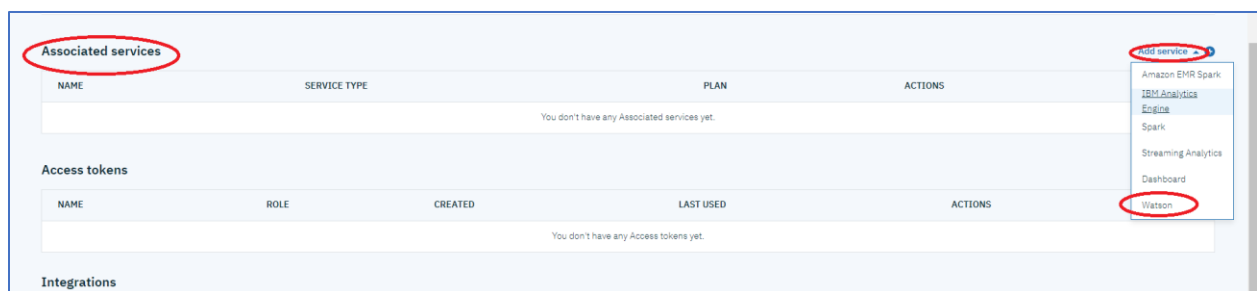 Associated services
Add service
NAME SERVICE TYPE PLAN ACTIONS
You don't have any Associated services yet.
Amazon EMR Spark
IBM Analytics
Engine
Spark
Streaming Analytics
Dashboard
Watson
Access tokens
NAME ROLE CREATED LAST USED ACTIONS
You don't have any Access tokens yet.
Integrations